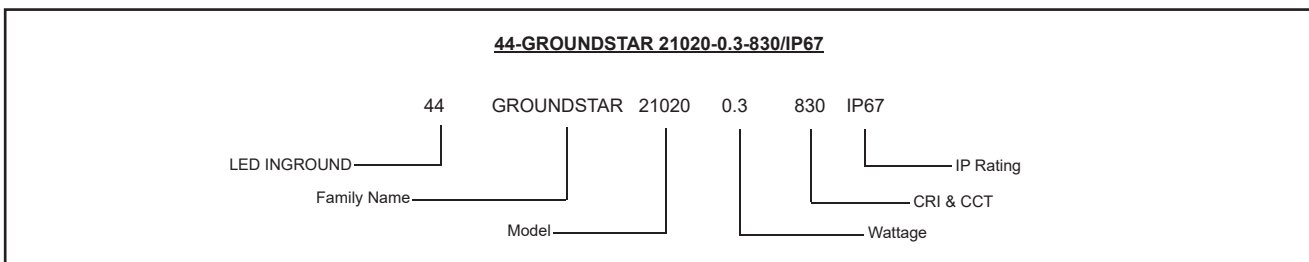 44-GROUNDSTAR 21020-0.3-830/IP67
44 GROUNDSTAR 21020 0.3 830 IP67
LED INGROUND IP Rating
Family Name CRI & CCT
Model Wattage